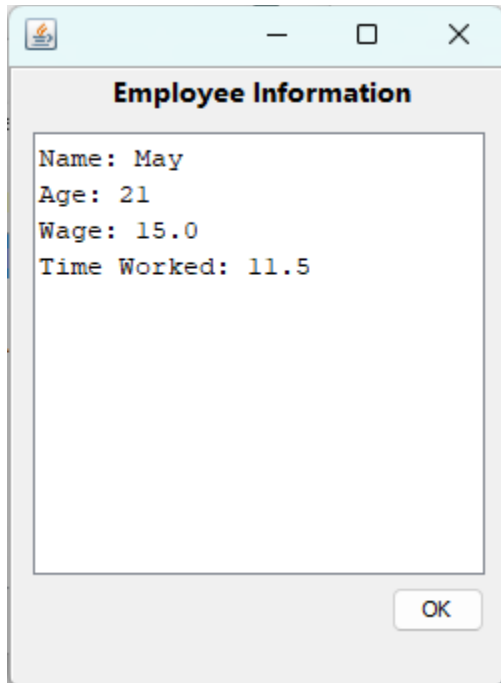 Employee Information
Name: May
Age: 21
Wage: 15.0
Time Worked: 11.5
OK